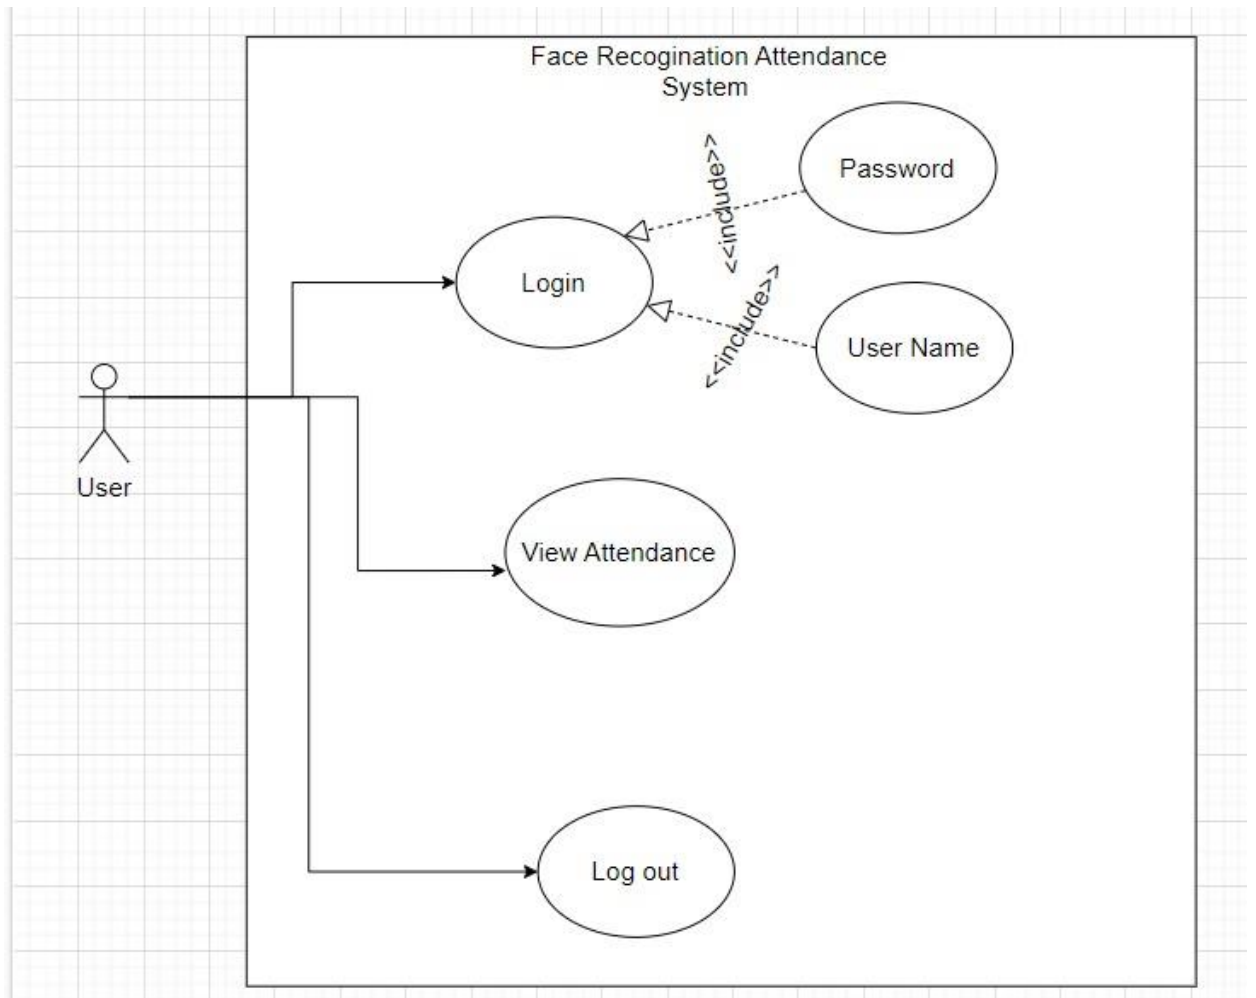 Face Recogination Attendance
System
Password
<<include>>
Login
<<include>>
User Name
User
View Attendance
Log out